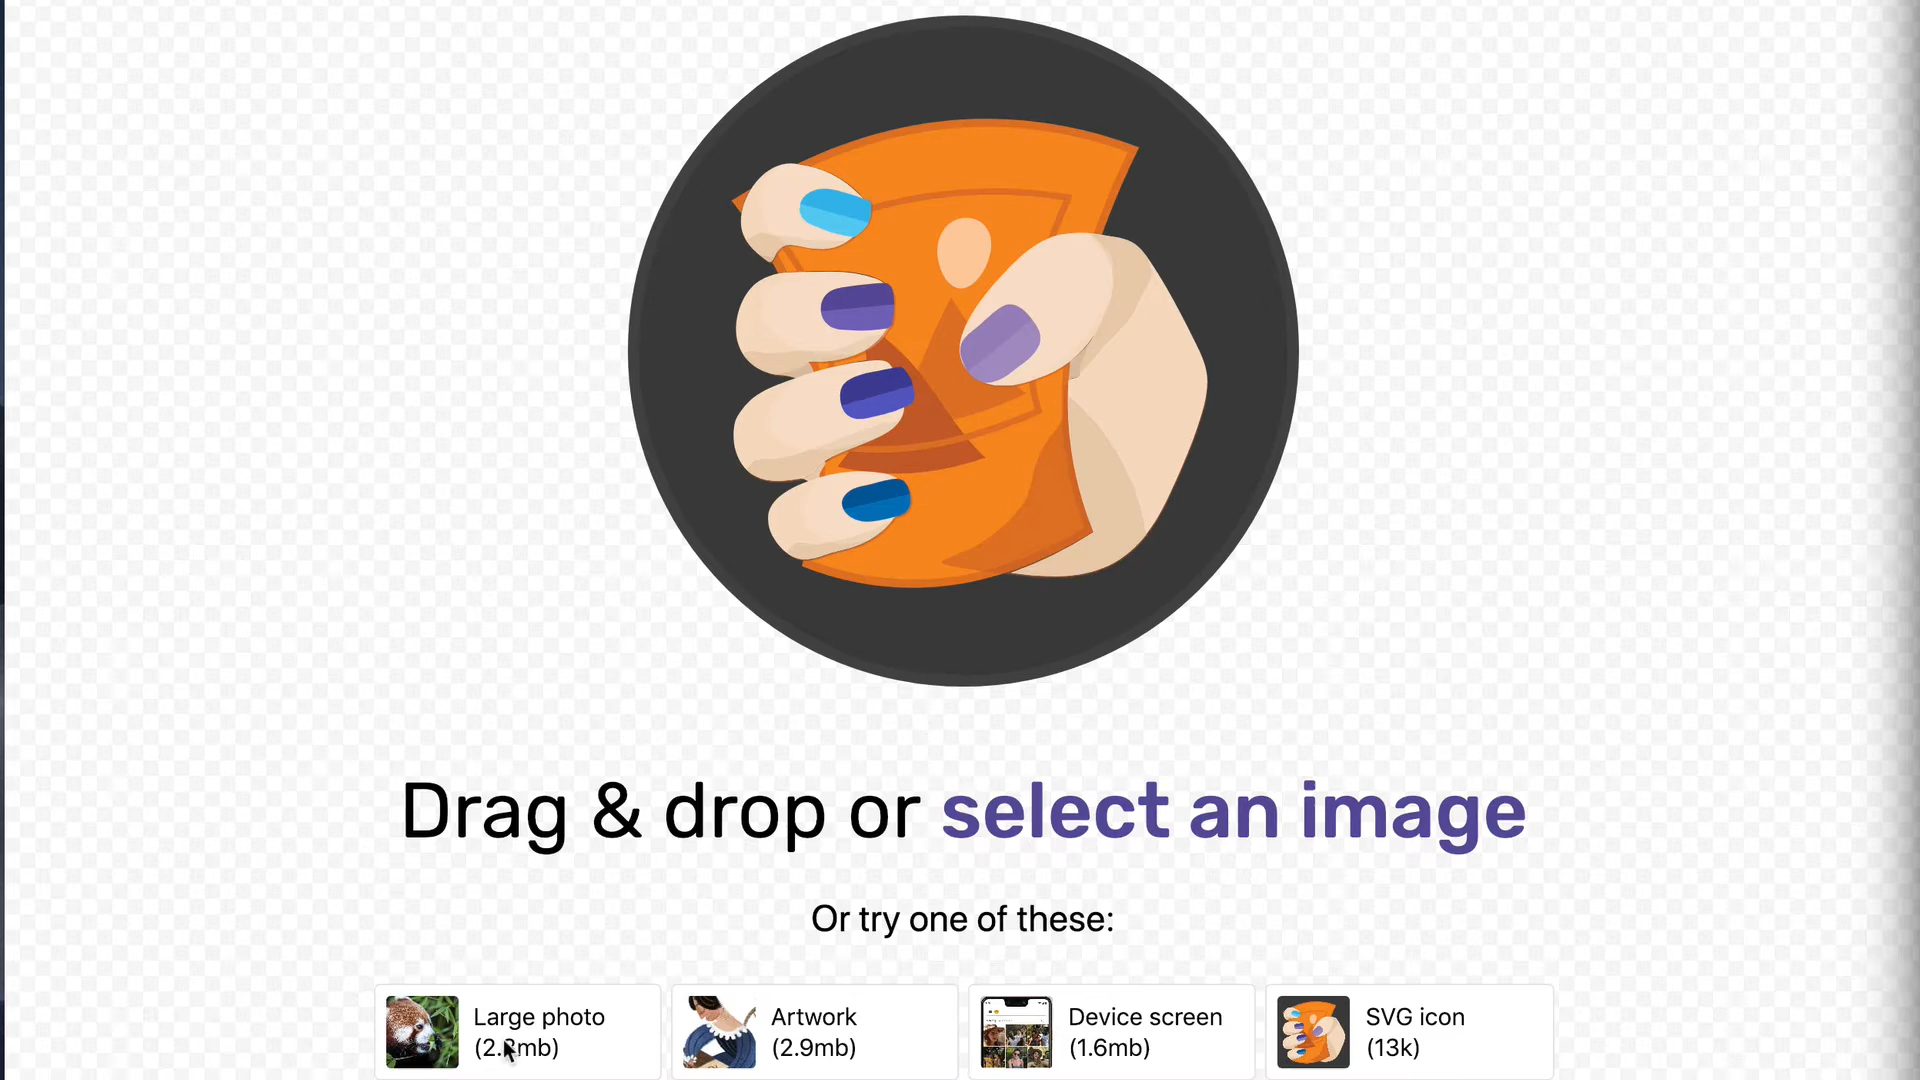 Drag & drop or select an image
Or try one of these:
Large photo
Artwork
(2.9mb)
Device screen
(1.6mb)
SVG icon
(13k)